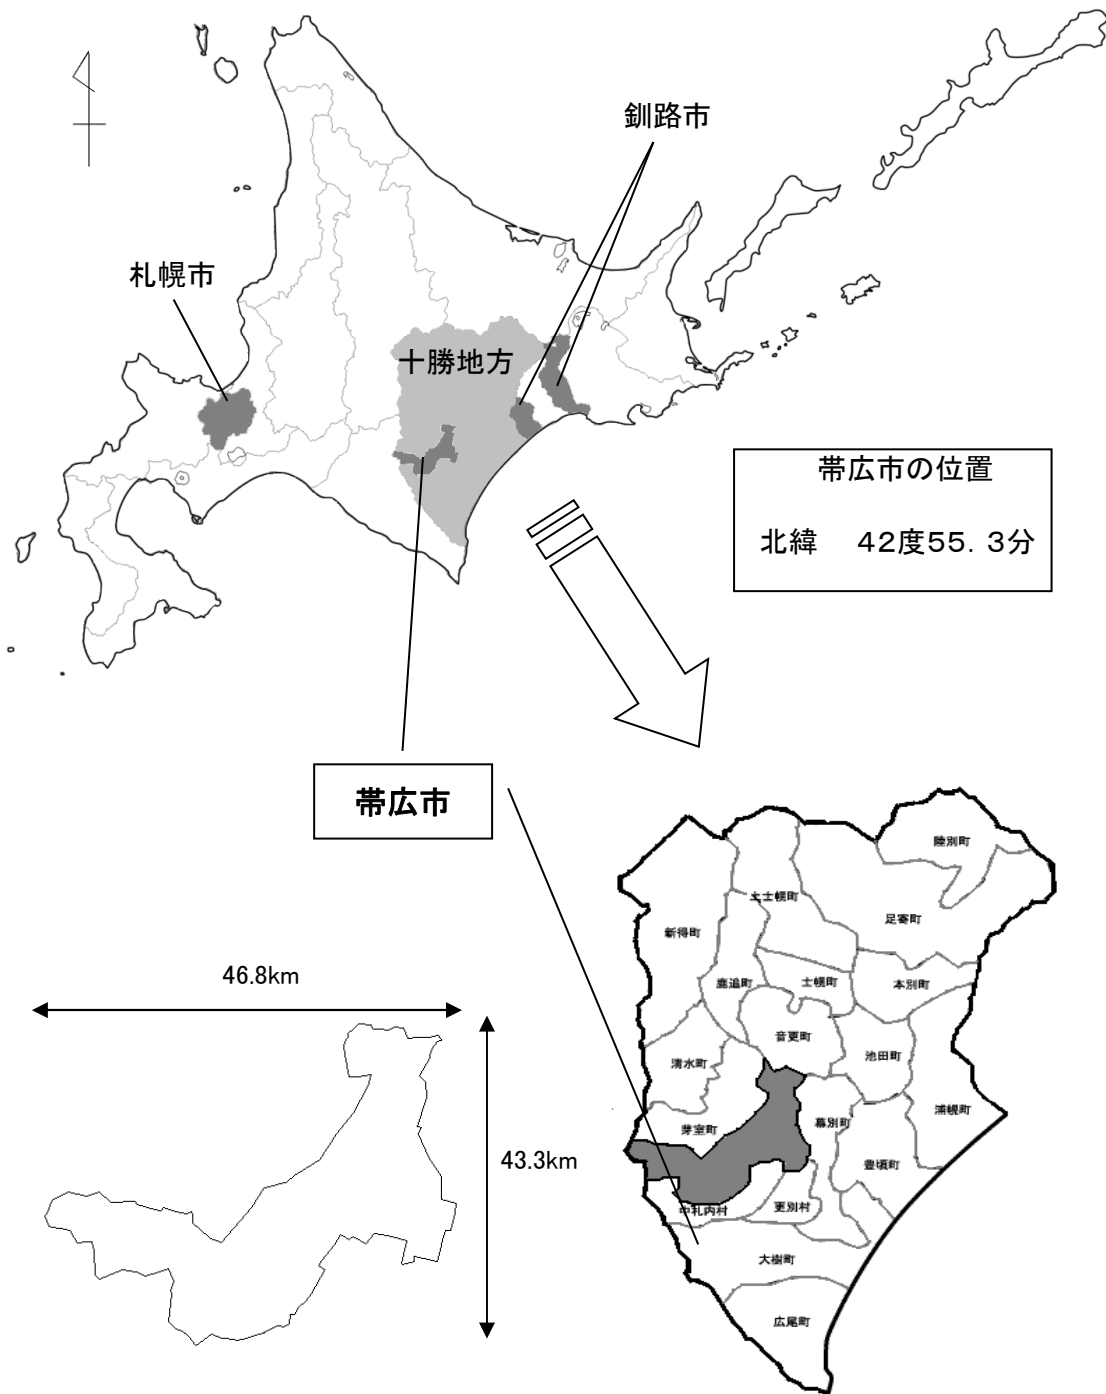 釧路市
札幌市
十勝地方
帯広市の位置
北緯　42度55．3分
帯広市
陸別町
上士幌町
足寄町
新得町
鹿追町
士幌町
本別町
音更町
池田町
清水町
浦幌町
芽室町
幕別町
豊頃町
中札内村
更別村
大樹町
広尾町
46.8km
43.3km